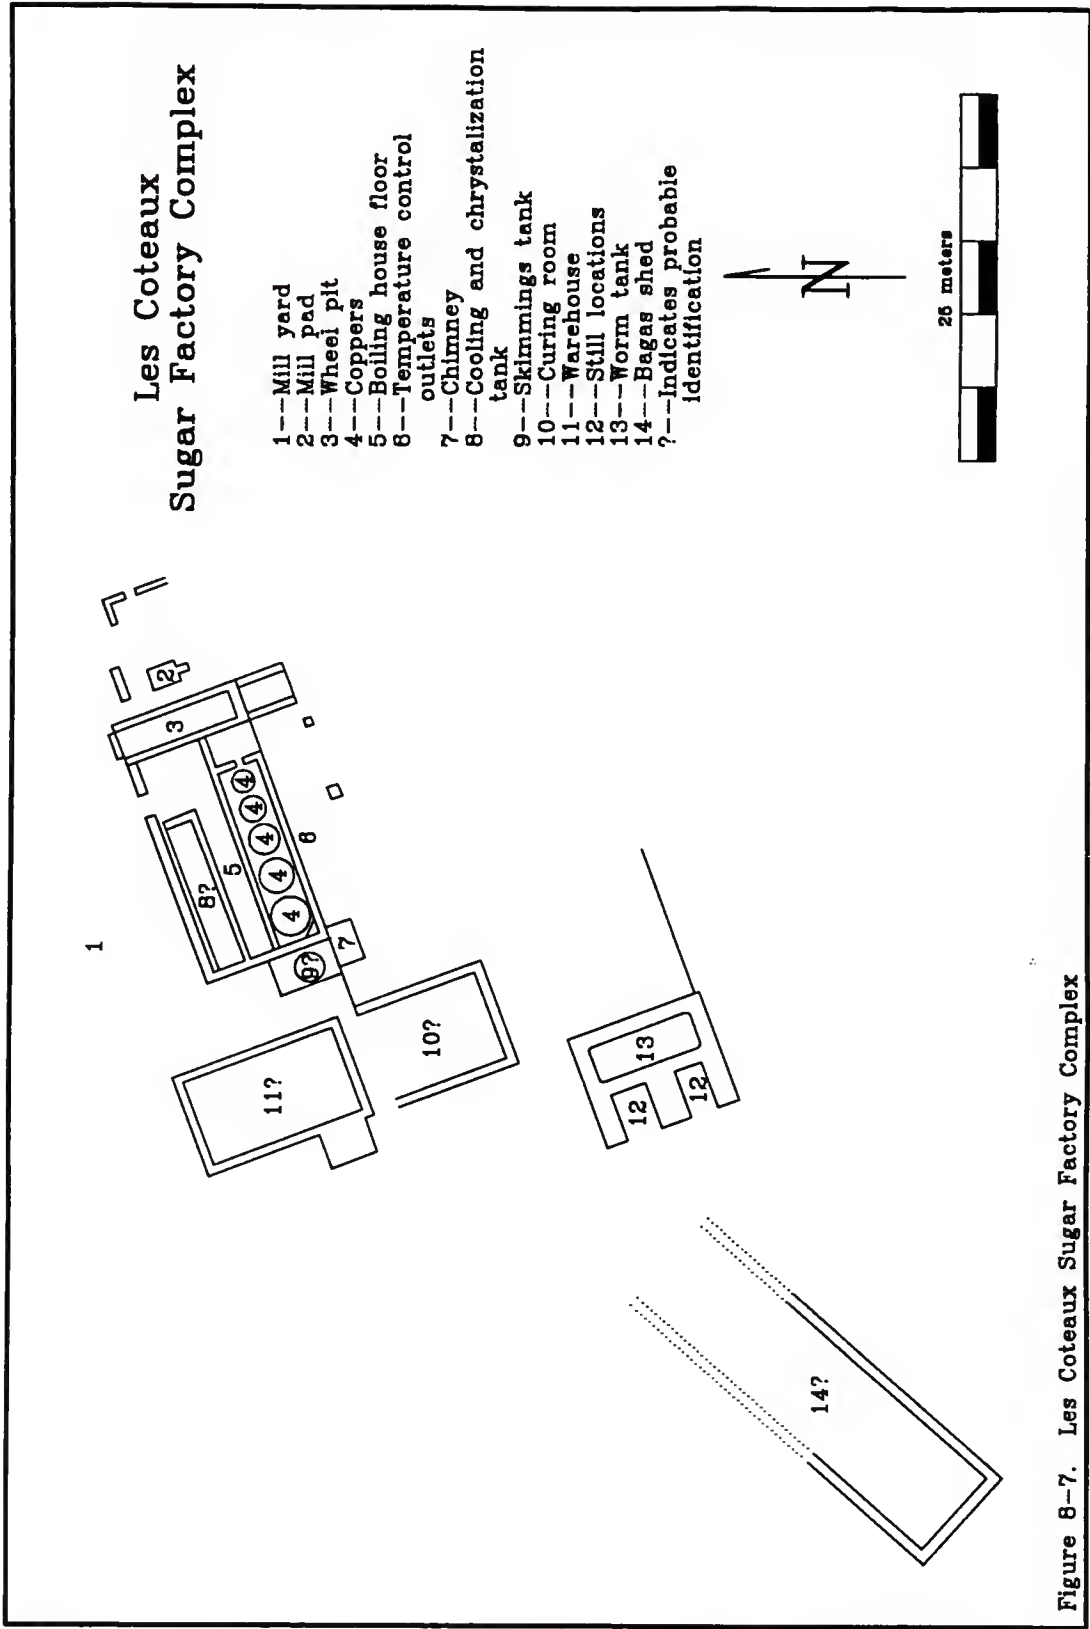 Les Coteaux
Sugar Factory Complex
1---Mill yard
2---Mill pad
3---Wheel pit
4---Coppers
5---Boiling house floor
6---Temperature control
outlets
7---Chimney
8---Cooling and chrystalization
tank
9---Skimmings tank
10---Curing room
11---Warehouse
12---Still locations
13---Worm tank
14---Bagas shed
?---Indicates probable
identification
N
25 meters
1
2
3
8?
5
4
4
4
4
4
6
9?
7
11?
10?
13
12
12
14?
Figure 8-7. Les Coteaux Sugar Factory Complex